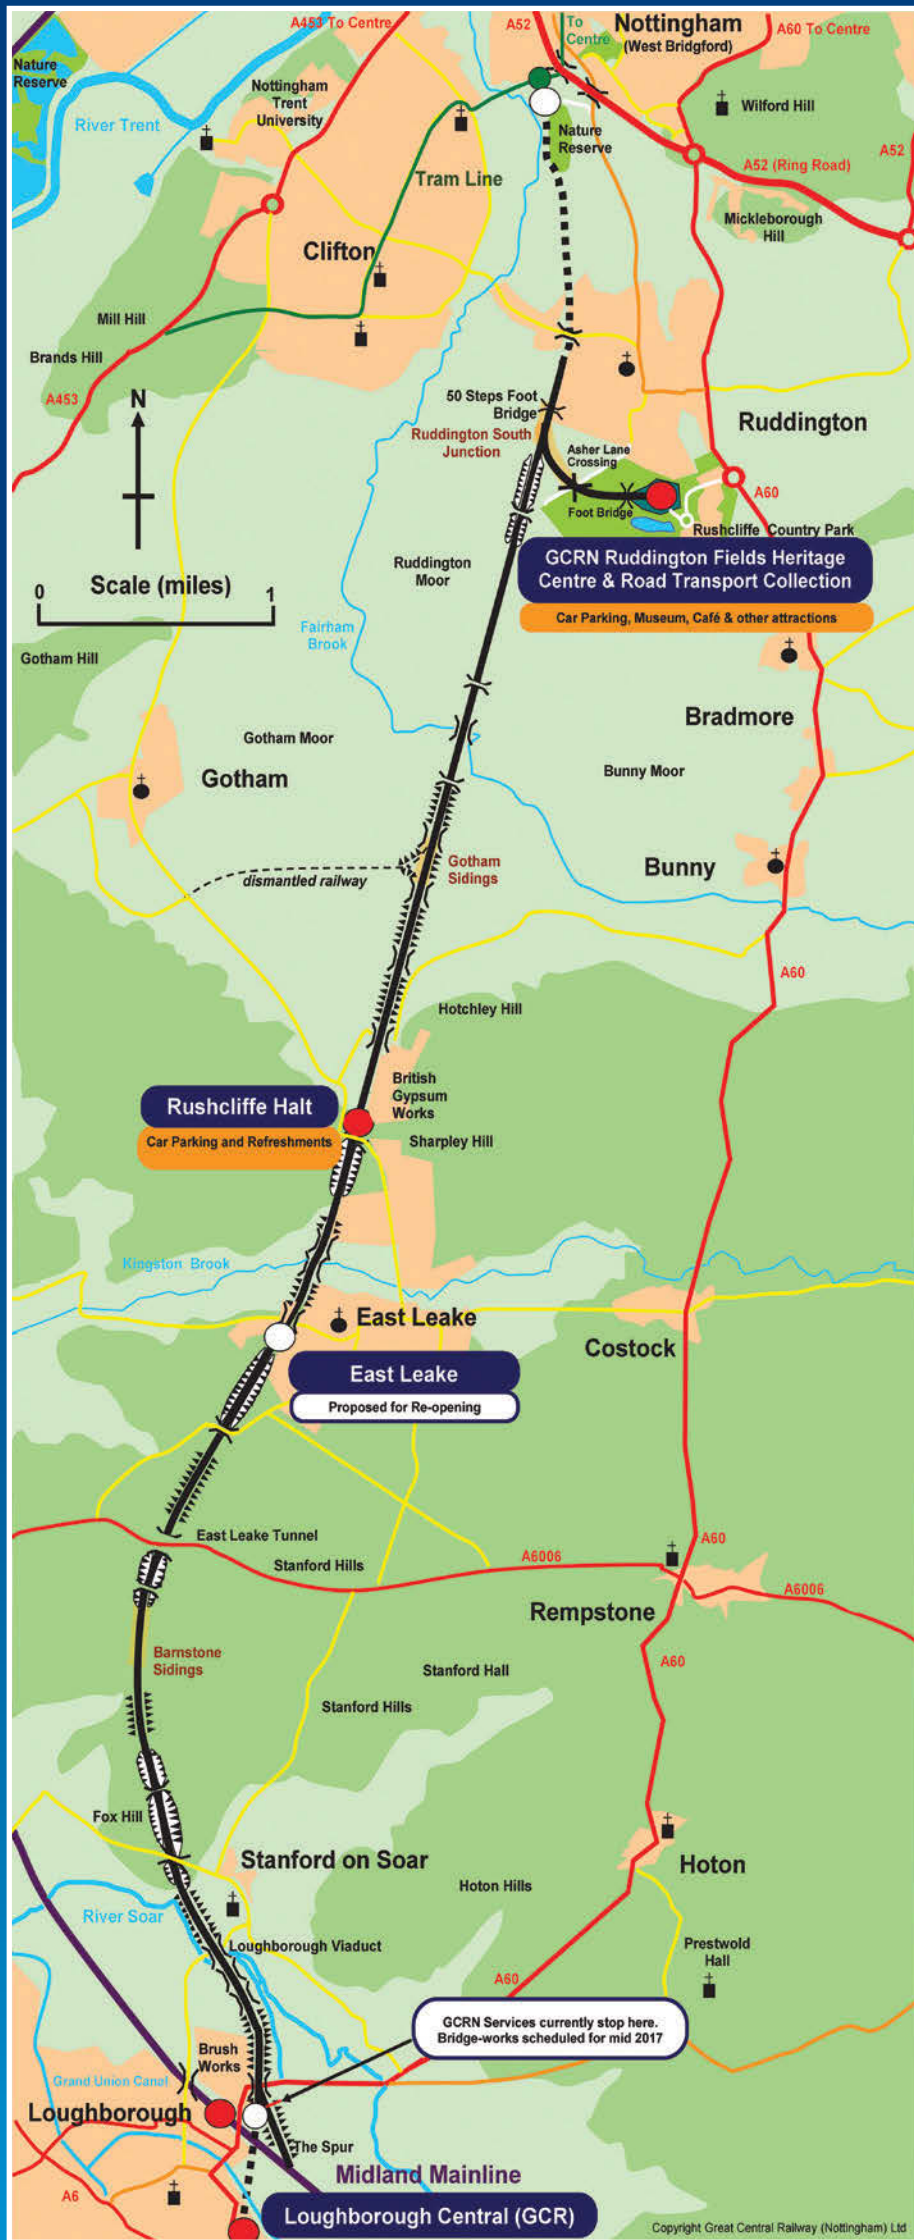 A453 To Centre
A52
To
Centre
Nottingham
(West Bridgford)
A60 To Centre
Nature
Reserve
Nottingham
Trent
University
River Trent
Wilford Hill
Nature
Reserve
A52 (Ring Road)
A52
Tram Line
Mickleborough
Hill
Clifton
Mill Hill
Brands Hill
A453
N
50 Steps Foot
Bridge
Ruddington South
Junction
Ruddington
Asher Lane
Crossing
A60
Foot Bridge
Rushcliffe Country Park
Ruddington
Moor
GCRN Ruddington Fields Heritage
Centre & Road Transport Collection
Car Parking, Museum, Café & other attractions
Scale (miles)
0
1
Fairham
Brook
Gotham Hill
Bradmore
Gotham Moor
Gotham
Bunny Moor
Gotham
Sidings
Bunny
dismantled railway
A60
Hotchley Hill
British
Gypsum
Works
Rushcliffe Halt
Car Parking and Refreshments
Sharpley Hill
Kingston Brook
East Leake
Costock
East Leake
Proposed for Re-opening
East Leake Tunnel
A60
Stanford Hills
A6006
A6006
Rempstone
Barnstone
Sidings
A60
Stanford Hall
Stanford Hills
Fox Hill
Stanford on Soar
Hoton
Hoton Hills
River Soar
Loughborough Viaduct
Prestwold
Hall
A60
GCRN Services currently stop here.
Bridge-works scheduled for mid 2017
Brush
Works
Grand Union Canal
Loughborough
The Spur
Midland Mainline
A6
Loughborough Central (GCR)
Copyright Great Central Railway (Nottingham) Ltd